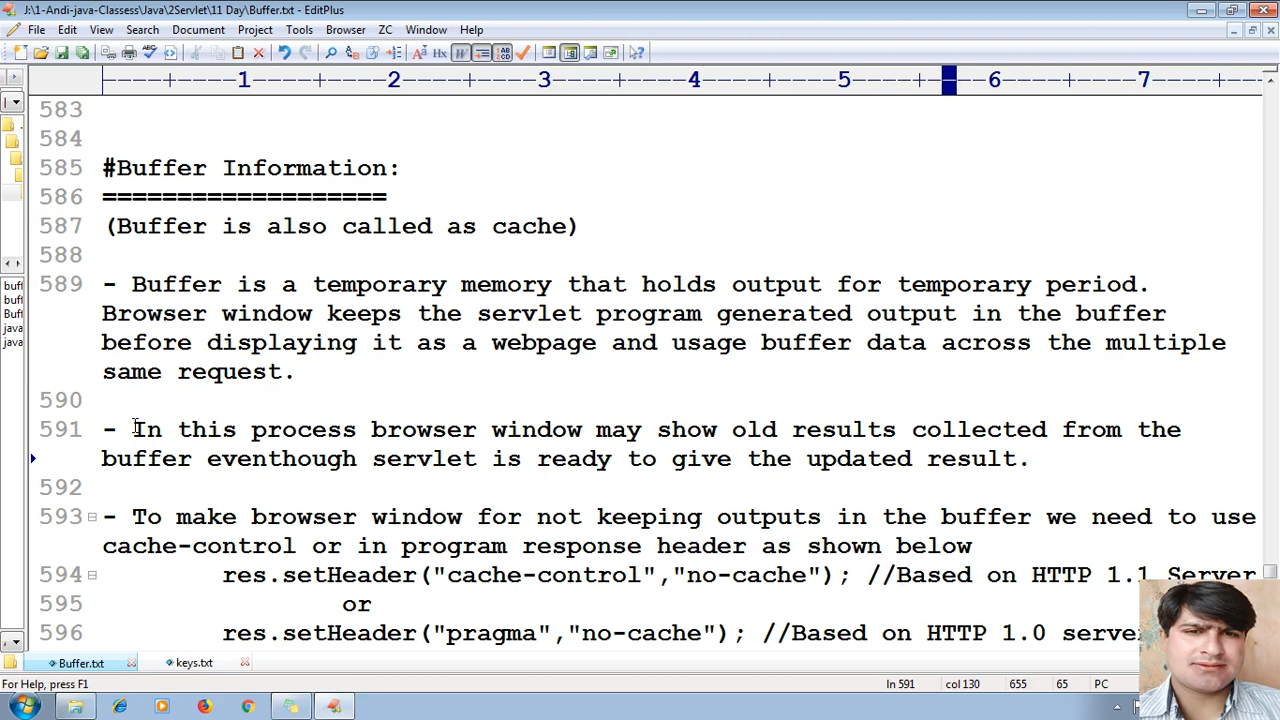 J:\1-Andi-java-Classess\Java\2Servlet\11 Day\Buffer.txt - EditPlus
File Edit View Search Document Project Tools Browser ZC Window Help
----+----1----+----2----+----3----+----4----+----5----+----6----+----7----+
583
584
585 #Buffer Information:
586 ===================
587 (Buffer is also called as cache)
588
589 - Buffer is a temporary memory that holds output for temporary period.
Browser window keeps the servlet program generated output in the buffer
before displaying it as a webpage and usage buffer data across the multiple
same request.
590
591 - In this process browser window may show old results collected from the
buffer eventhough servlet is ready to give the updated result.
592
593 - To make browser window for not keeping outputs in the buffer we need to use
cache-control or in program response header as shown below
594 res.setHeader("cache-control","no-cache"); //Based on HTTP 1.1 Server
595 or
596 res.setHeader("pragma","no-cache"); //Based on HTTP 1.0 server
buff
buff
Buff
java
java
Buffer.txt keys.txt
For Help, press F1 ln 591 col 130 655 65 PC